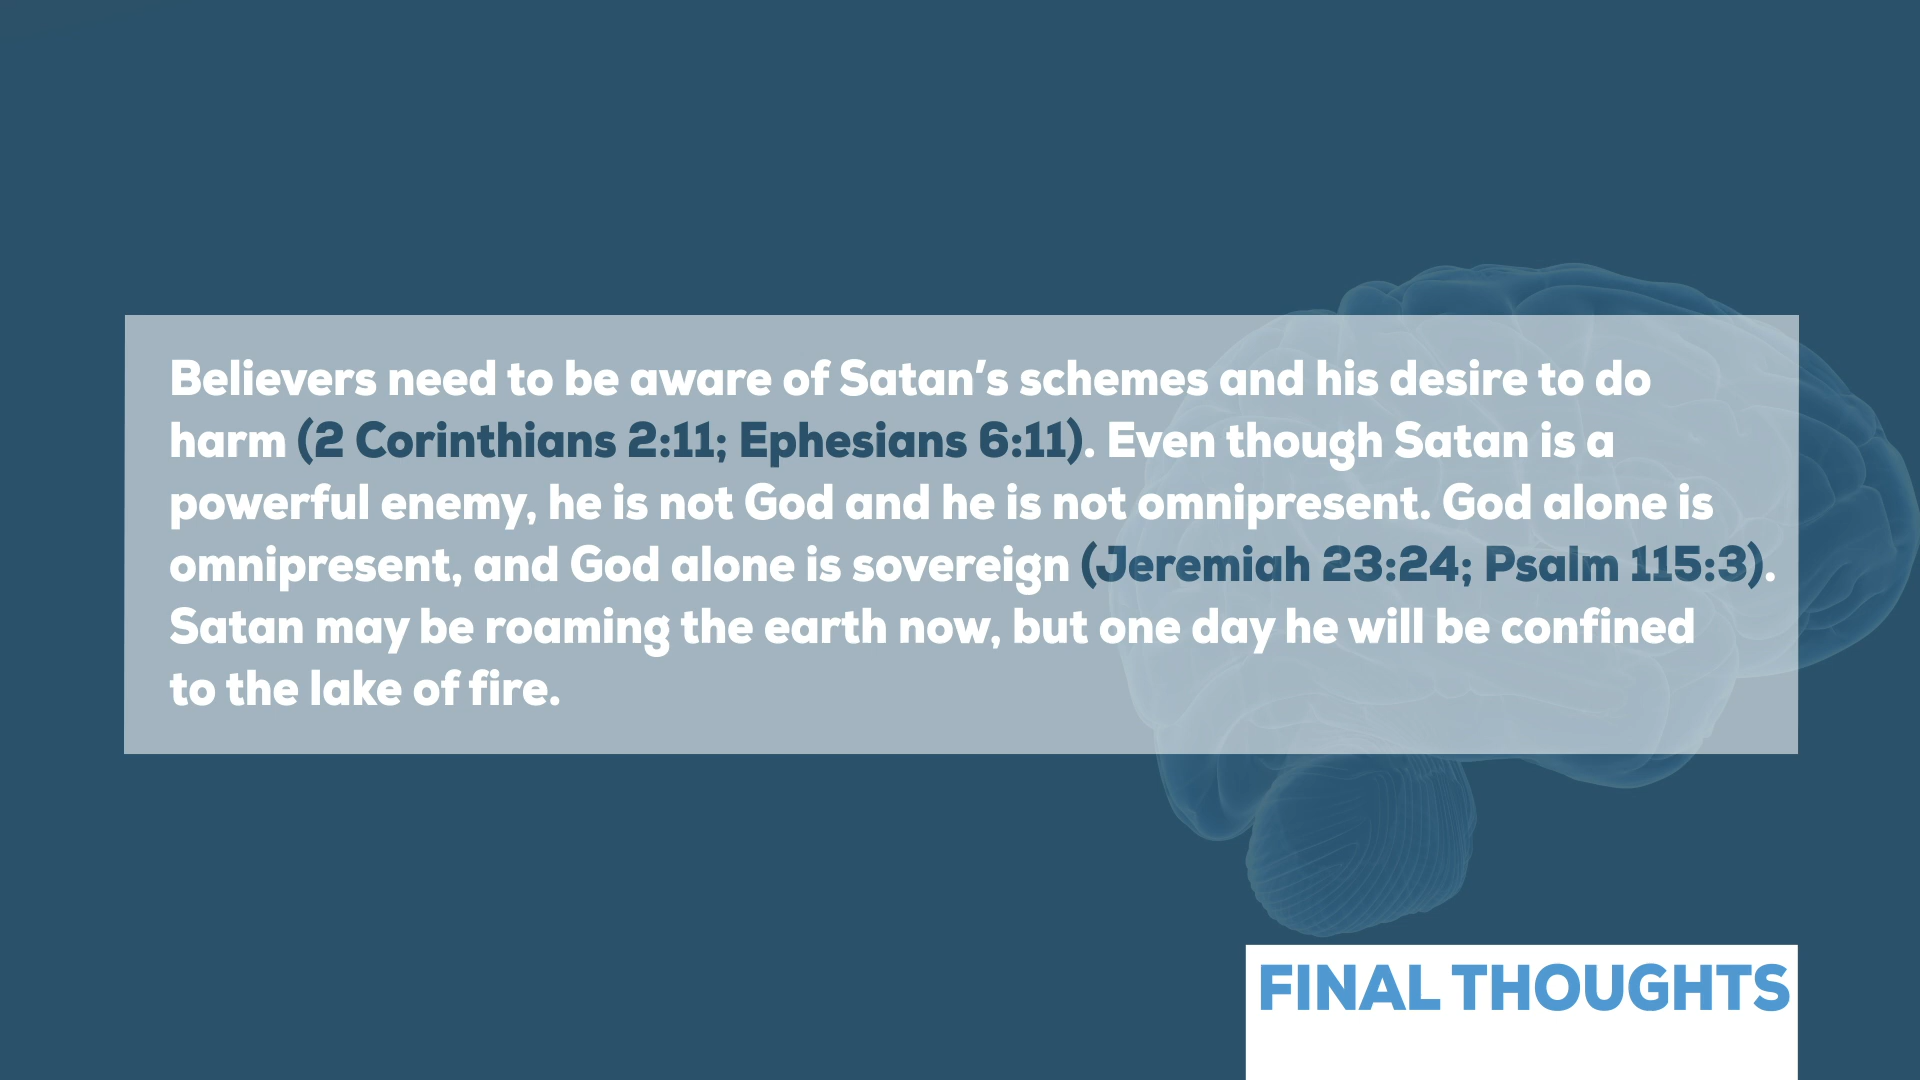 Believers need to be aware of Satan’s schemes and his desire to do
harm (2 Corinthians 2:11; Ephesians 6:11). Even though Satan is a
powerful enemy, he is not God and he is not omnipresent. God alone is
omnipresent, and God alone is sovereign (Jeremiah 23:24; Psalm 115:3).
Satan may be roaming the earth now, but one day he will be confined
to the lake of fire.
FINAL THOUGHTS